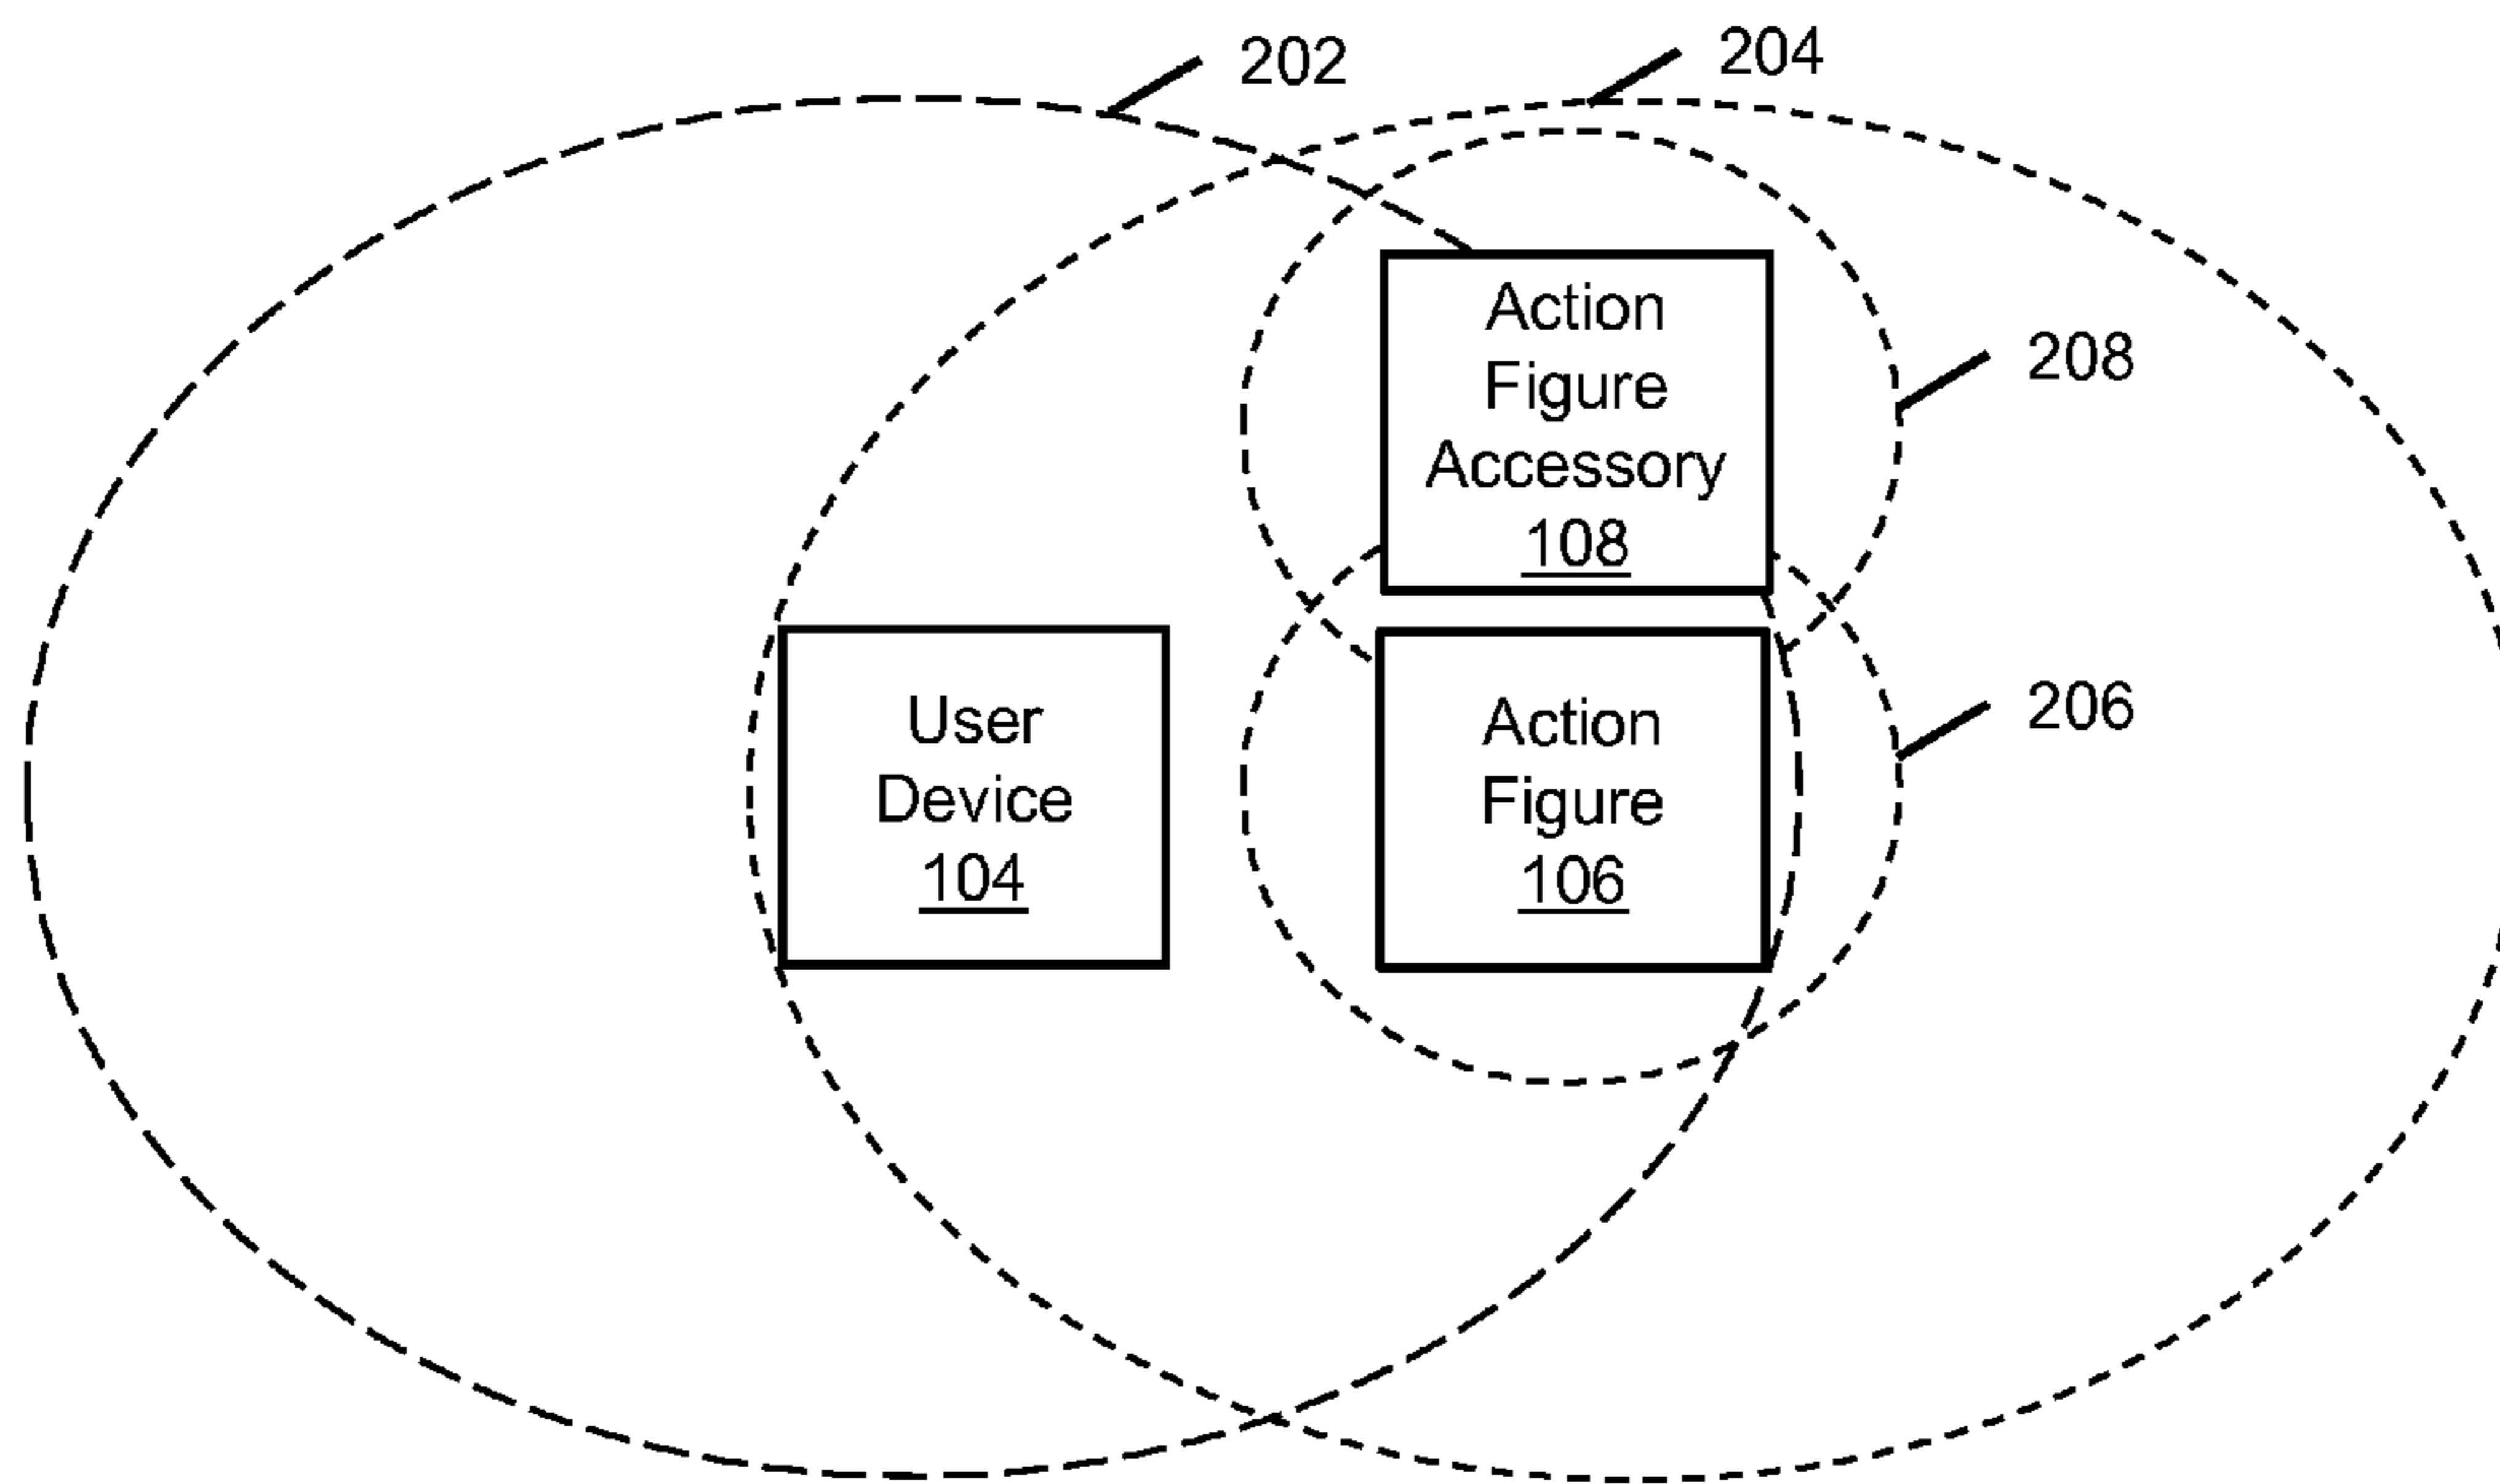 202
204
Action
Figure
Accessory
108
208
User
Device
104
Action
Figure
106
206